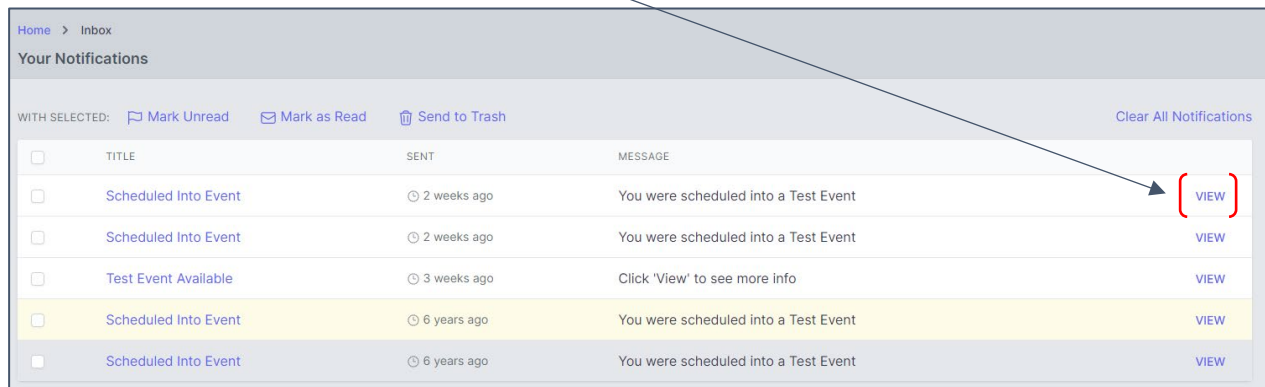 Home > Inbox
Your Notifications
WITH SELECTED: Mark Unread Mark as Read Send to Trash Clear All Notifications
TITLE SENT MESSAGE
Scheduled Into Event 2 weeks ago You were scheduled into a Test Event VIEW
Scheduled Into Event 2 weeks ago You were scheduled into a Test Event VIEW
Test Event Available 3 weeks ago Click 'View' to see more info VIEW
Scheduled Into Event 6 years ago You were scheduled into a Test Event VIEW
Scheduled Into Event 6 years ago You were scheduled into a Test Event VIEW